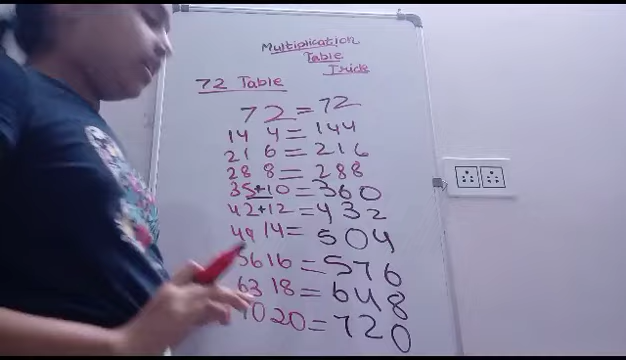 Multiplication
Table
Trick
72 Table
7 2 = 72
14 4 = 144
21 6 = 216
28 8 = 288
35+10 = 360
42+12 = 432
49 14 = 504
56 16 = 576
63 18 = 648
70 20 = 720